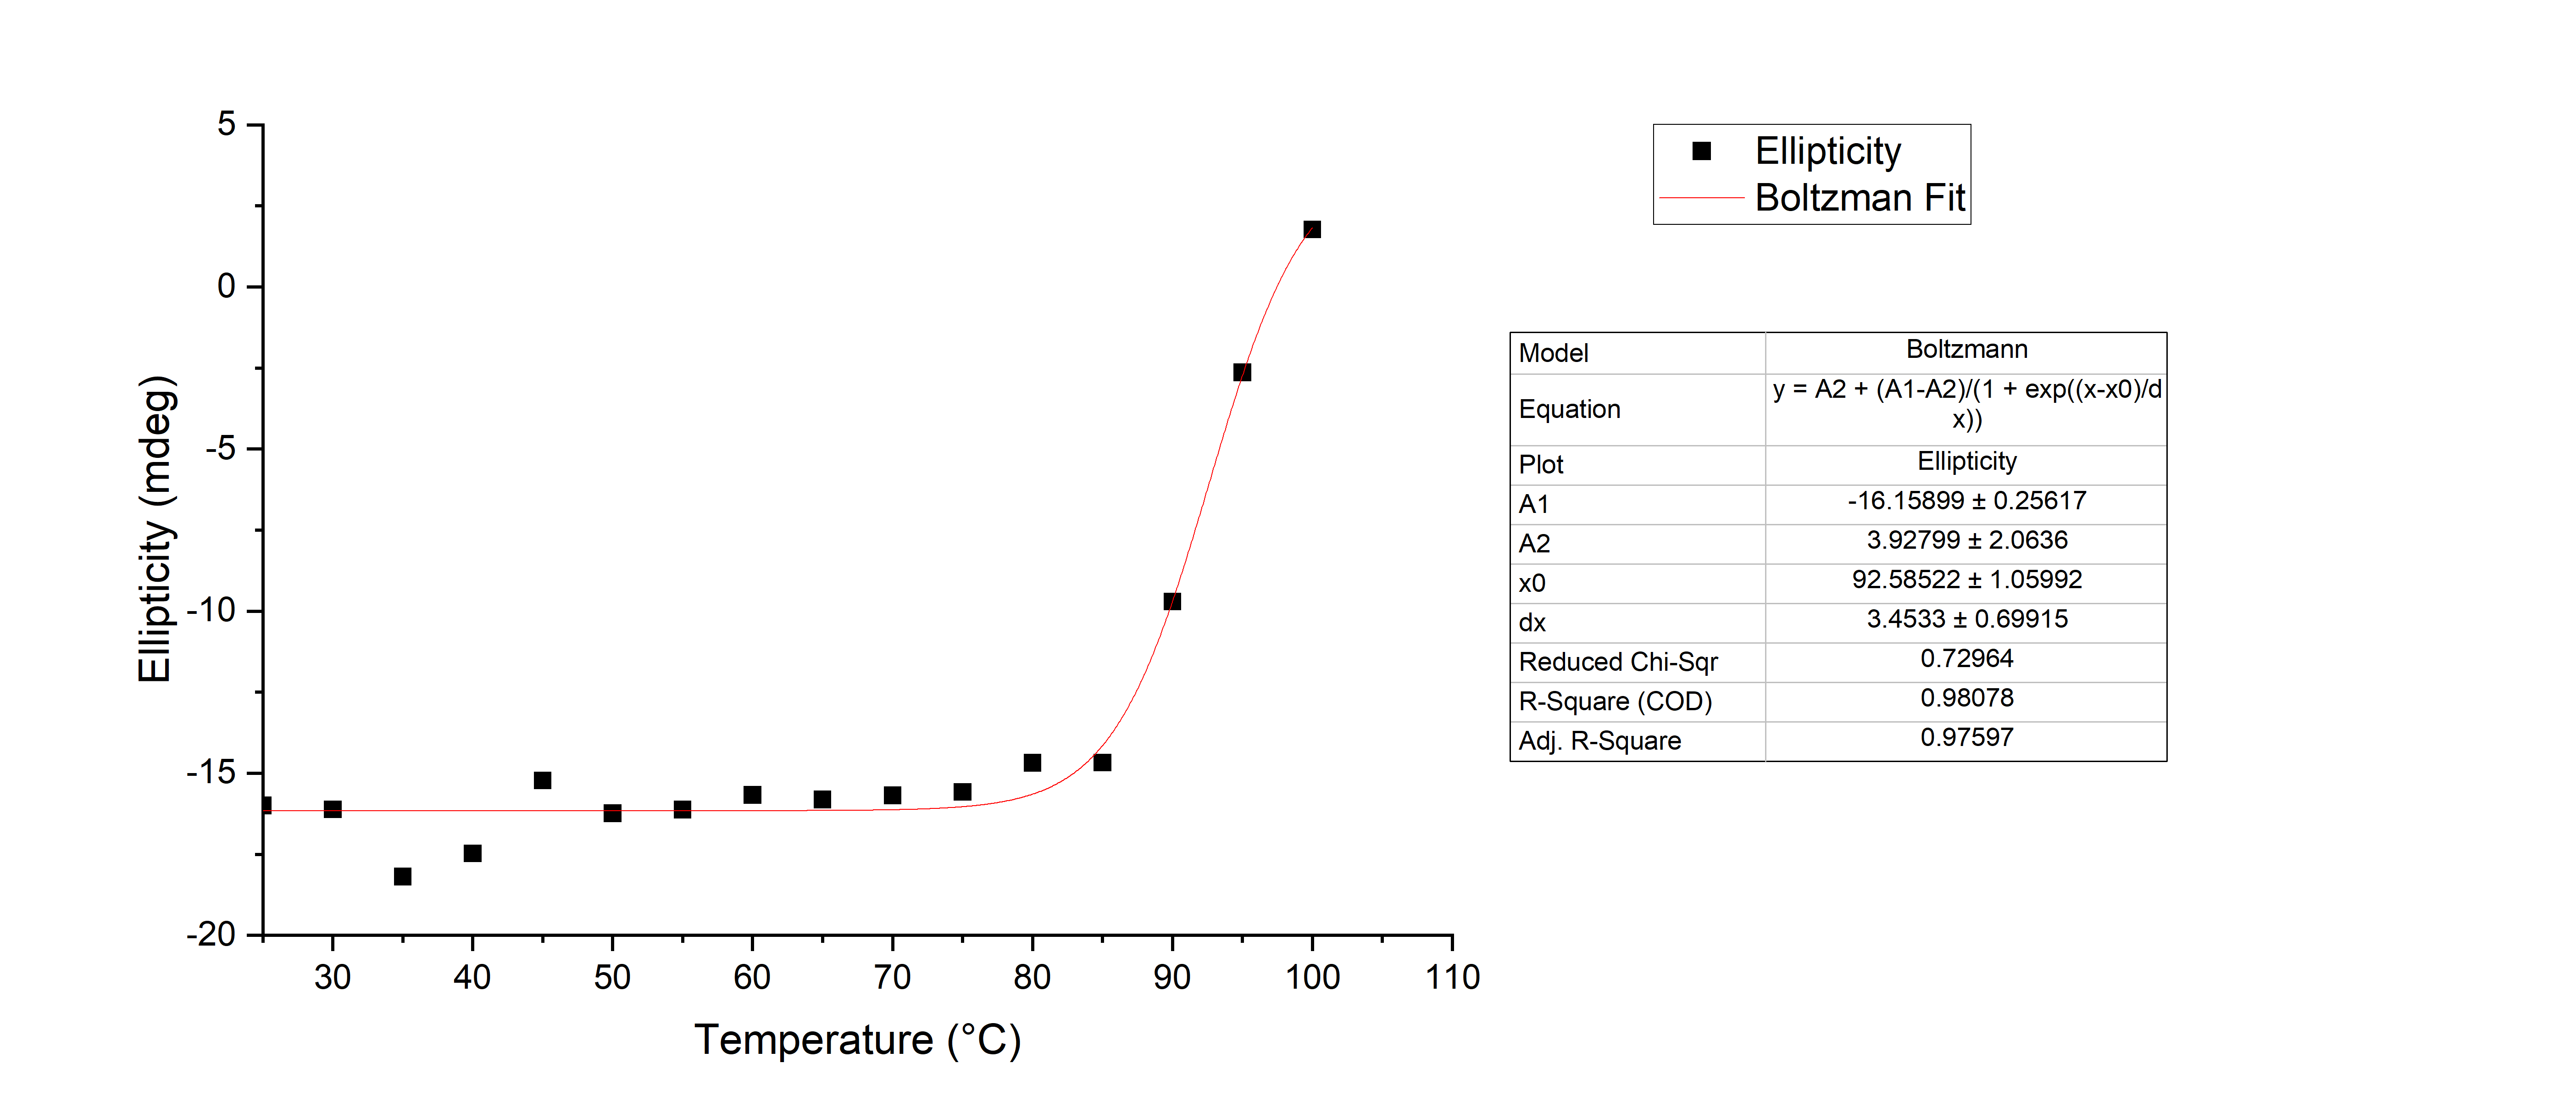 5
0
-5
-10
-15
-20
Ellipticity (mdeg)
30 40 50 60 70 80 90 100 110
Temperature (°C)
Ellipticity
Boltzman Fit
Model Boltzmann
Equation y = A2 + (A1-A2)/(1 + exp((x-x0)/d
x))
Plot Ellipticity
A1 -16.15899 ± 0.25617
A2 3.92799 ± 2.0636
x0 92.58522 ± 1.05992
dx 3.4533 ± 0.69915
Reduced Chi-Sqr 0.72964
R-Square (COD) 0.98078
Adj. R-Square 0.97597